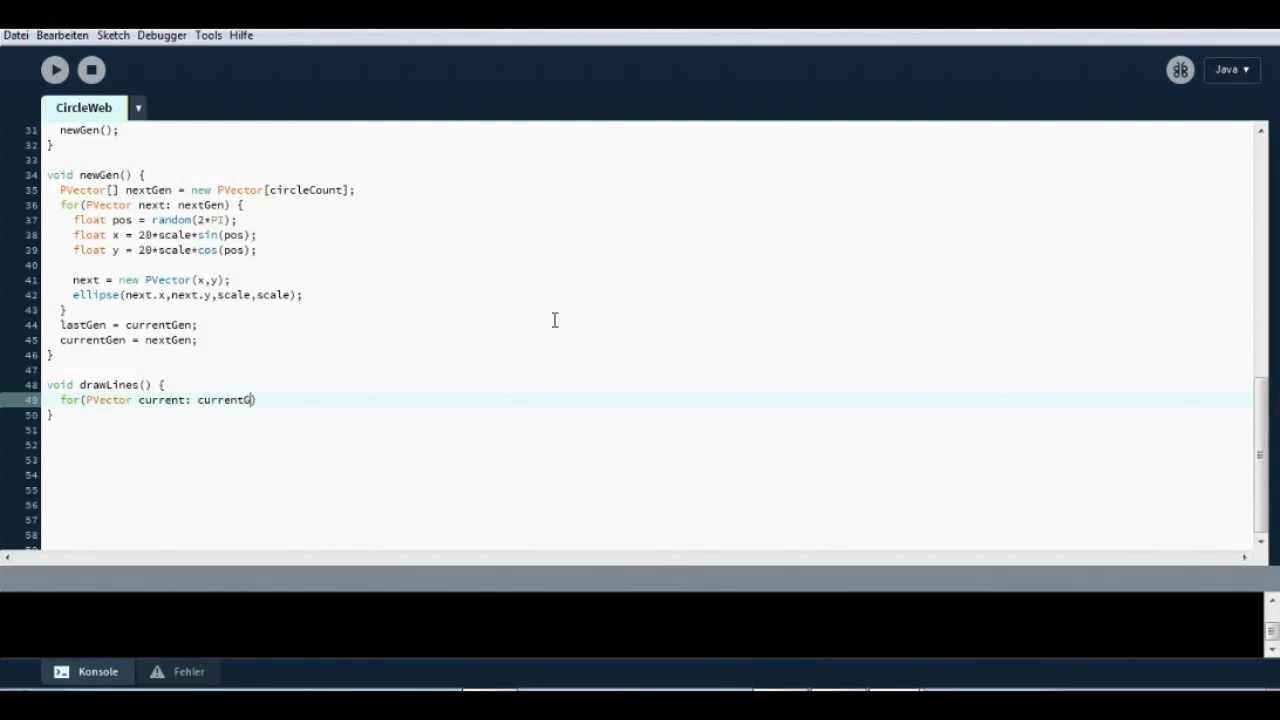 Datei Bearbeiten Sketch Debugger Tools Hilfe
Java ▾
CircleWeb ▾
31 newGen();
32 }
33
34 void newGen() {
35 PVector[] nextGen = new PVector[circleCount];
36 for(PVector next: nextGen) {
37 float pos = random(2*PI);
38 float x = 20*scale*sin(pos);
39 float y = 20*scale*cos(pos);
40
41 next = new PVector(x,y);
42 ellipse(next.x,next.y,scale,scale);
43 }
44 lastGen = currentGen;
45 currentGen = nextGen;
46 }
47
48 void drawLines() {
49 for(PVector current: currentG)
50 }
51
52
53
54
55
56
57
58
Konsole Fehler